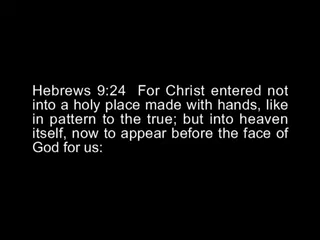 Hebrews 9:24  For Christ entered not
into a holy place made with hands, like
in pattern to the true; but into heaven
itself, now to appear before the face of
God for us: